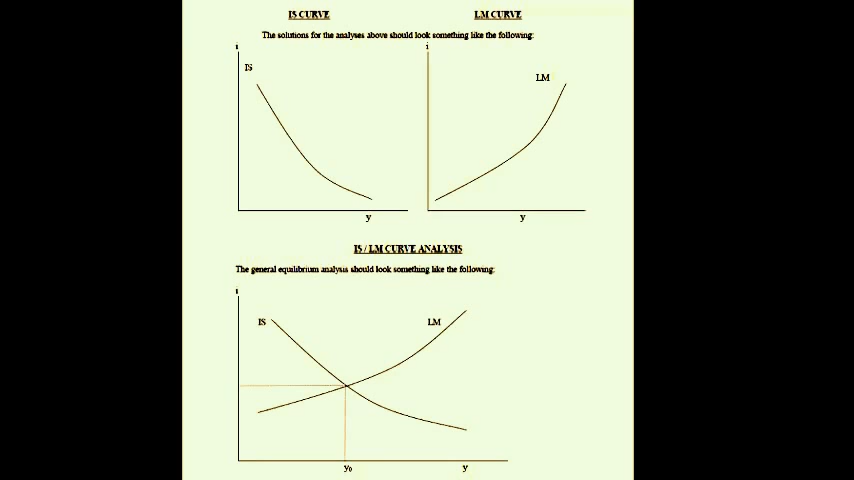 IS CURVE
LM CURVE
The solutions for the analyses above should look something like the following:
i
i
IS
LM
y
y
IS / LM CURVE ANALYSIS
The general equilibrium analysis should look something like the following:
i
IS
LM
y₀
y